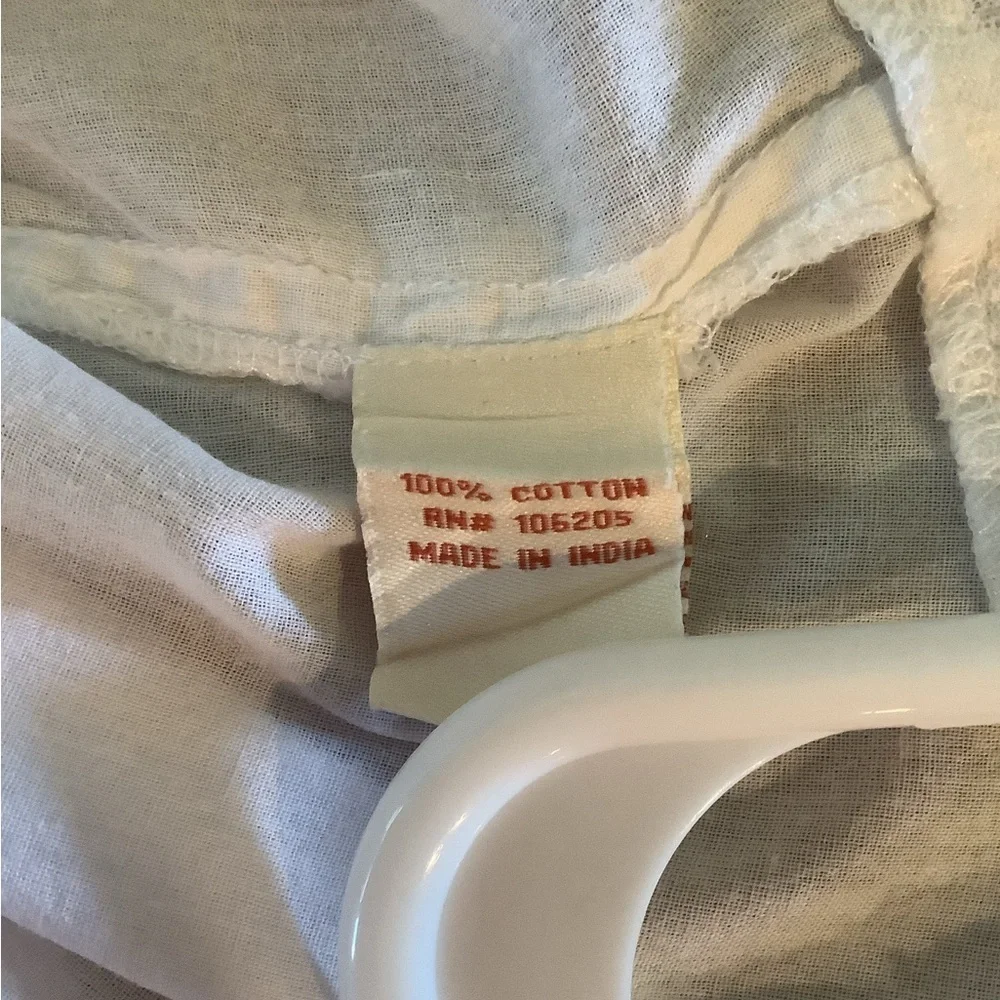 100% COTTON
RN# 106205
MADE IN INDIA